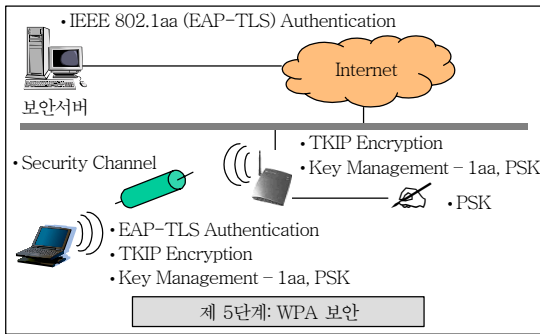 • IEEE 802.1aa (EAP-TLS) Authentication
Internet
보안서버
• TKIP Encryption
• Key Management – 1aa, PSK
• Security Channel
• PSK
• EAP-TLS Authentication
• TKIP Encryption
• Key Management – 1aa, PSK
제 5단계: WPA 보안